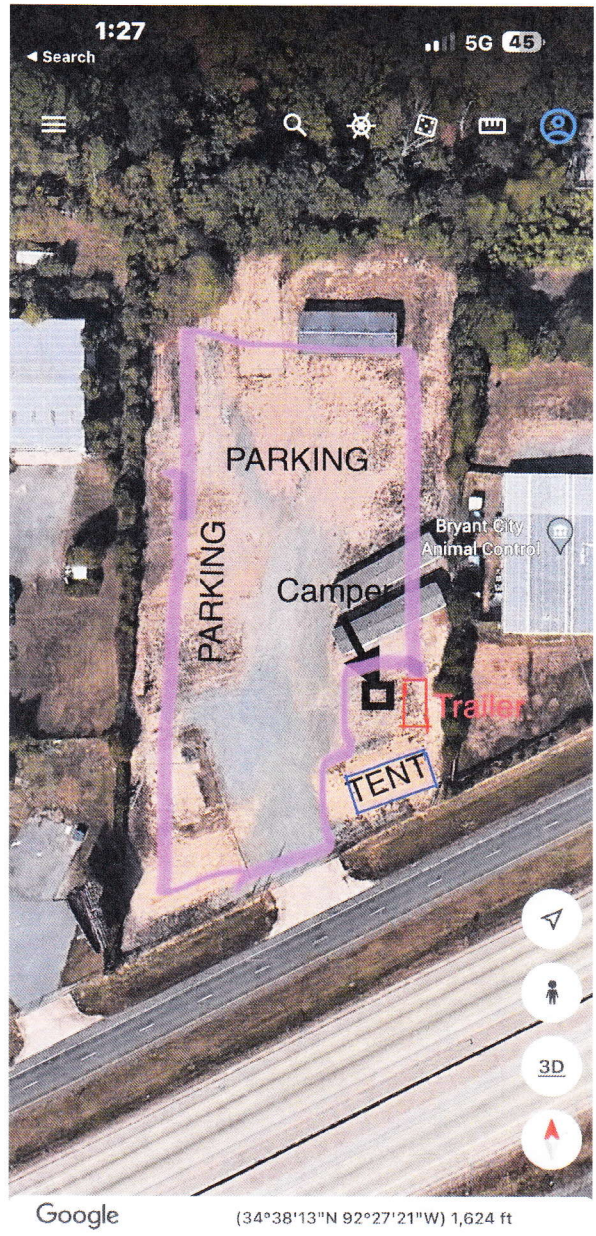 1:27
5G 45
◄ Search
PARKING
PARKING
Bryant City
Animal Control
Camper
Trailer
TENT
3D
Google
(34°38'13"N 92°27'21"W) 1,624 ft